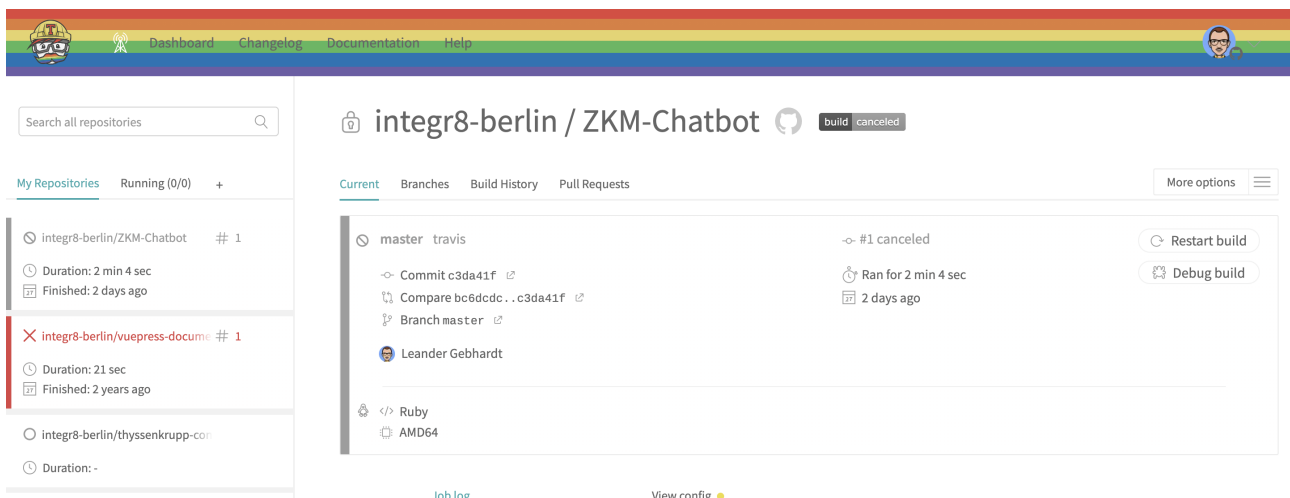 Dashboard Changelog Documentation Help
Search all repositories
My Repositories Running (0/0) +
integr8-berlin/ZKM-Chatbot # 1
Duration: 2 min 4 sec
Finished: 2 days ago
integr8-berlin/vuepress-docume # 1
Duration: 21 sec
Finished: 2 years ago
integr8-berlin/thyssenkrupp-con
Duration: -
integr8-berlin / ZKM-Chatbot build canceled
Current Branches Build History Pull Requests More options
master travis #1 canceled Restart build
Commit c3da41f Ran for 2 min 4 sec Debug build
Compare bc6dcdc..c3da41f 2 days ago
Branch master
Leander Gebhardt
</> Ruby
AMD64
Job log View config